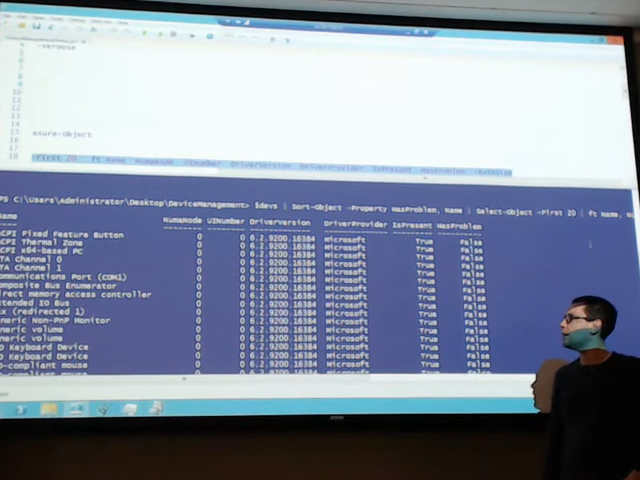 4 -verbose
5
6
7
8
9
10
11
12
13
14
15 easure-Object
16
17
18 -First 20 | ft Name, NumaNode, UINumber, DriverVersion, DriverProvider, IsPresent, HasProblem -AutoSize
PS C:\Users\Administrator\Desktop\DeviceManagement> $devs | Sort-Object -Property HasProblem, Name | Select-Object -First 20 | ft Name, N
Name NumaNode UINumber DriverVersion DriverProvider IsPresent HasProblem
CPI Fixed Feature Button 0 0 6.2.9200.16384 Microsoft True False
CPI Thermal Zone 0 0 6.2.9200.16384 Microsoft True False
CPI x64-based PC 0 0 6.2.9200.16384 Microsoft True False
TA Channel 0 0 0 6.2.9200.16384 Microsoft True False
TA Channel 1 0 0 6.2.9200.16384 Microsoft True False
ommunications Port (COM1) 0 0 6.2.9200.16384 Microsoft True False
omposite Bus Enumerator 0 0 6.2.9200.16384 Microsoft True False
irect memory access controller 0 0 6.2.9200.16384 Microsoft True False
xtended IO Bus 0 0 6.2.9200.16384 Microsoft True False
x (redirected 1) 0 0 6.2.9200.16384 Microsoft True False
eneric Non-PnP Monitor 0 0 6.2.9200.16384 Microsoft True False
neric volume 0 0 6.2.9200.16384 Microsoft True False
neric volume 0 0 6.2.9200.16384 Microsoft True False
D Keyboard Device 0 0 6.2.9200.16384 Microsoft True False
D Keyboard Device 0 0 6.2.9200.16384 Microsoft True False
D-compliant mouse 0 0 6.2.9200.16384 Microsoft True False